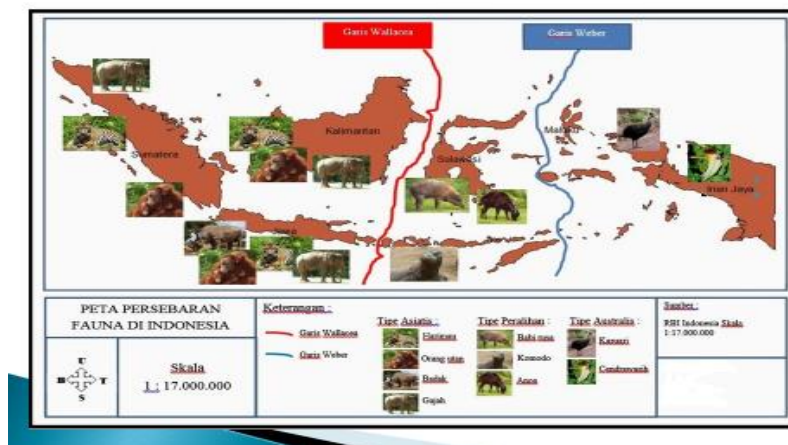 Garis Wallacea
Garis Weber
Kalimantan
Maluku
Sumatera
Sulawesi
Irian Jaya
Jawa
PETA PERSEBARAN
FAUNA DI INDONESIA
U
B T
S
Skala
1 : 17.000.000
Keterangan :
Garis Wallacea
Garis Weber
Tipe Asiatis :
Harimau
Orang utan
Badak
Gajah
Tipe Peralihan :
Babi rusa
Komodo
Anoa
Tipe Australis :
Kasuari
Cendrawasih
Sumber :
RBI Indonesia Skala
1:17.000.000